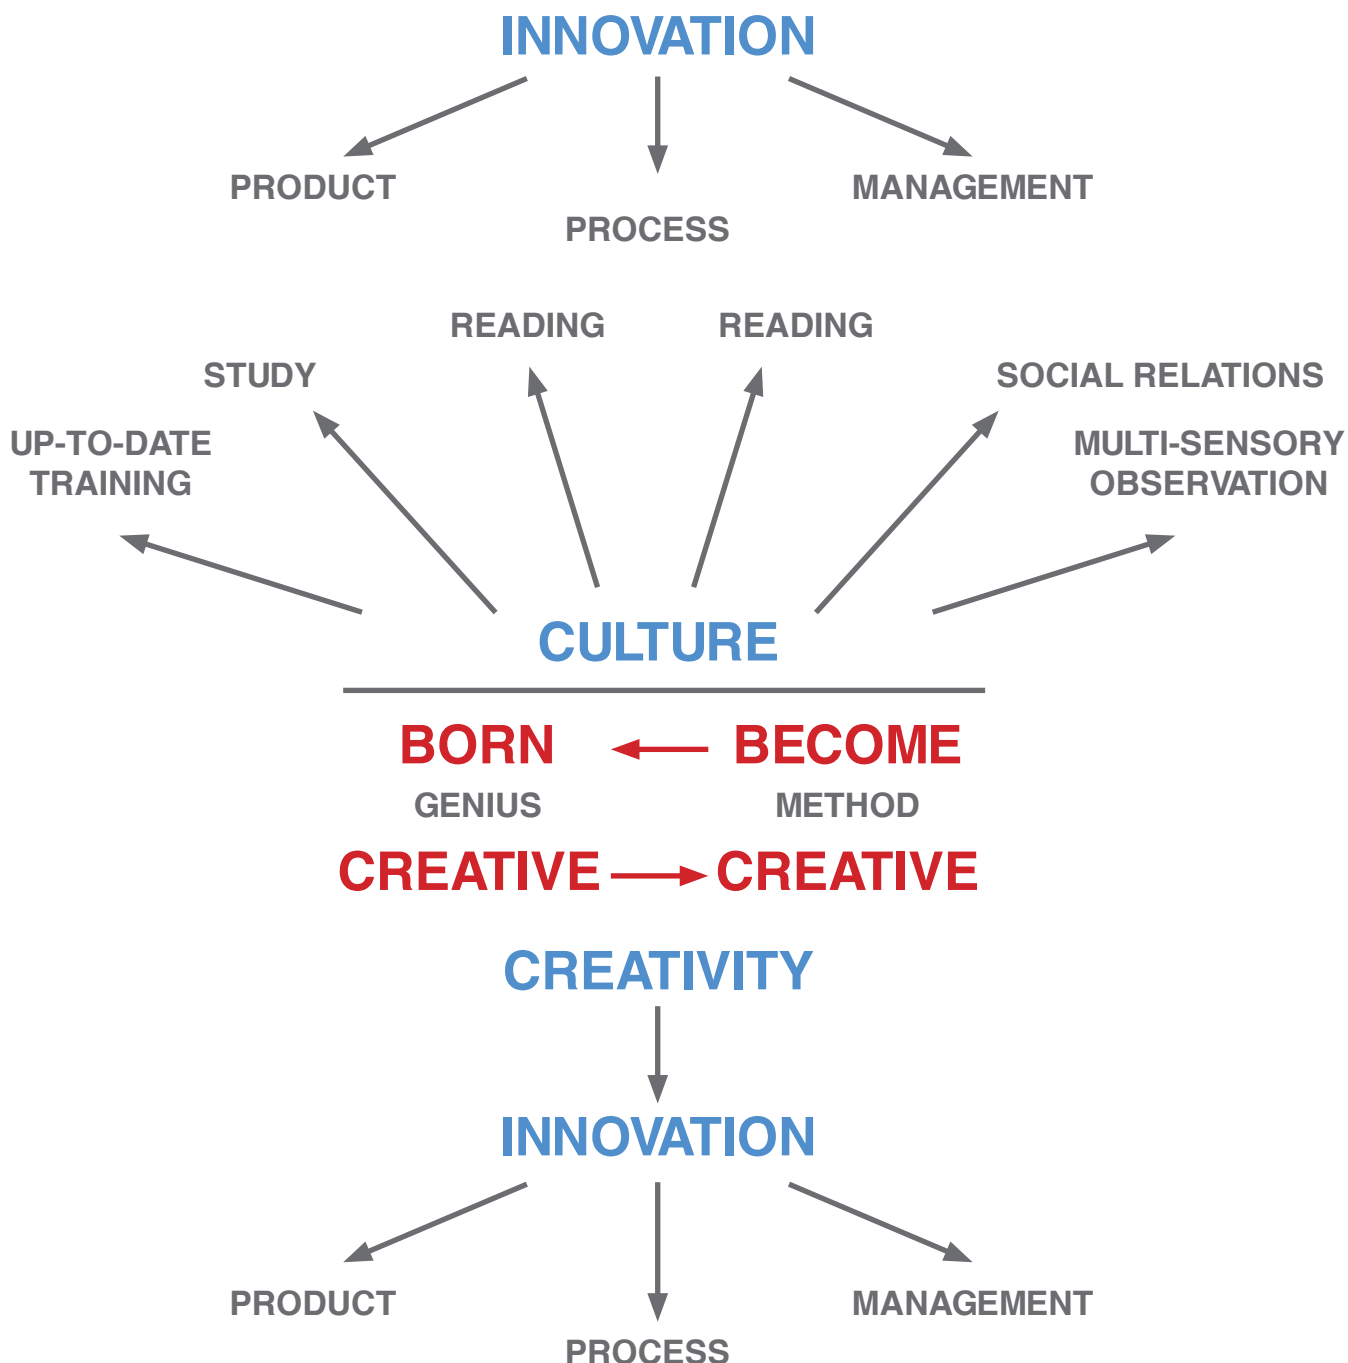 INNOVATION
PRODUCT
MANAGEMENT
PROCESS
READING
READING
STUDY
SOCIAL RELATIONS
UP-TO-DATE
TRAINING
MULTI-SENSORY
OBSERVATION
CULTURE
BORN
BECOME
GENIUS
METHOD
CREATIVE
CREATIVE
CREATIVITY
INNOVATION
PRODUCT
MANAGEMENT
PROCESS